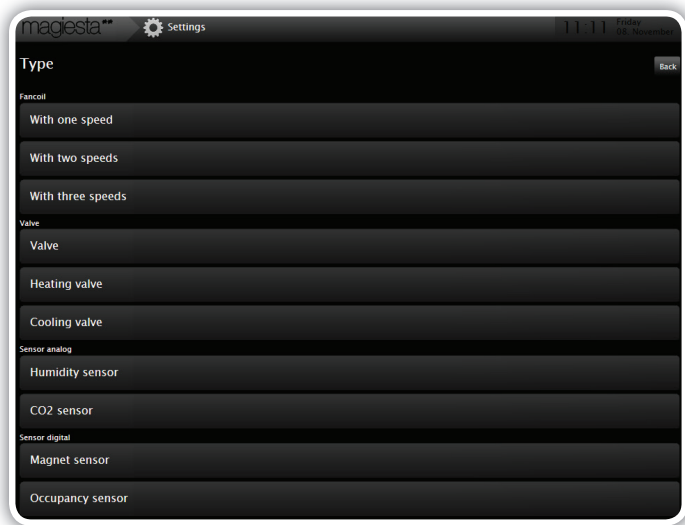 magiesta
Settings
11:11
Friday
08. November
Type
Back
Fancoil
With one speed
With two speeds
With three speeds
Valve
Valve
Heating valve
Cooling valve
Sensor analog
Humidity sensor
CO2 sensor
Sensor digital
Magnet sensor
Occupancy sensor